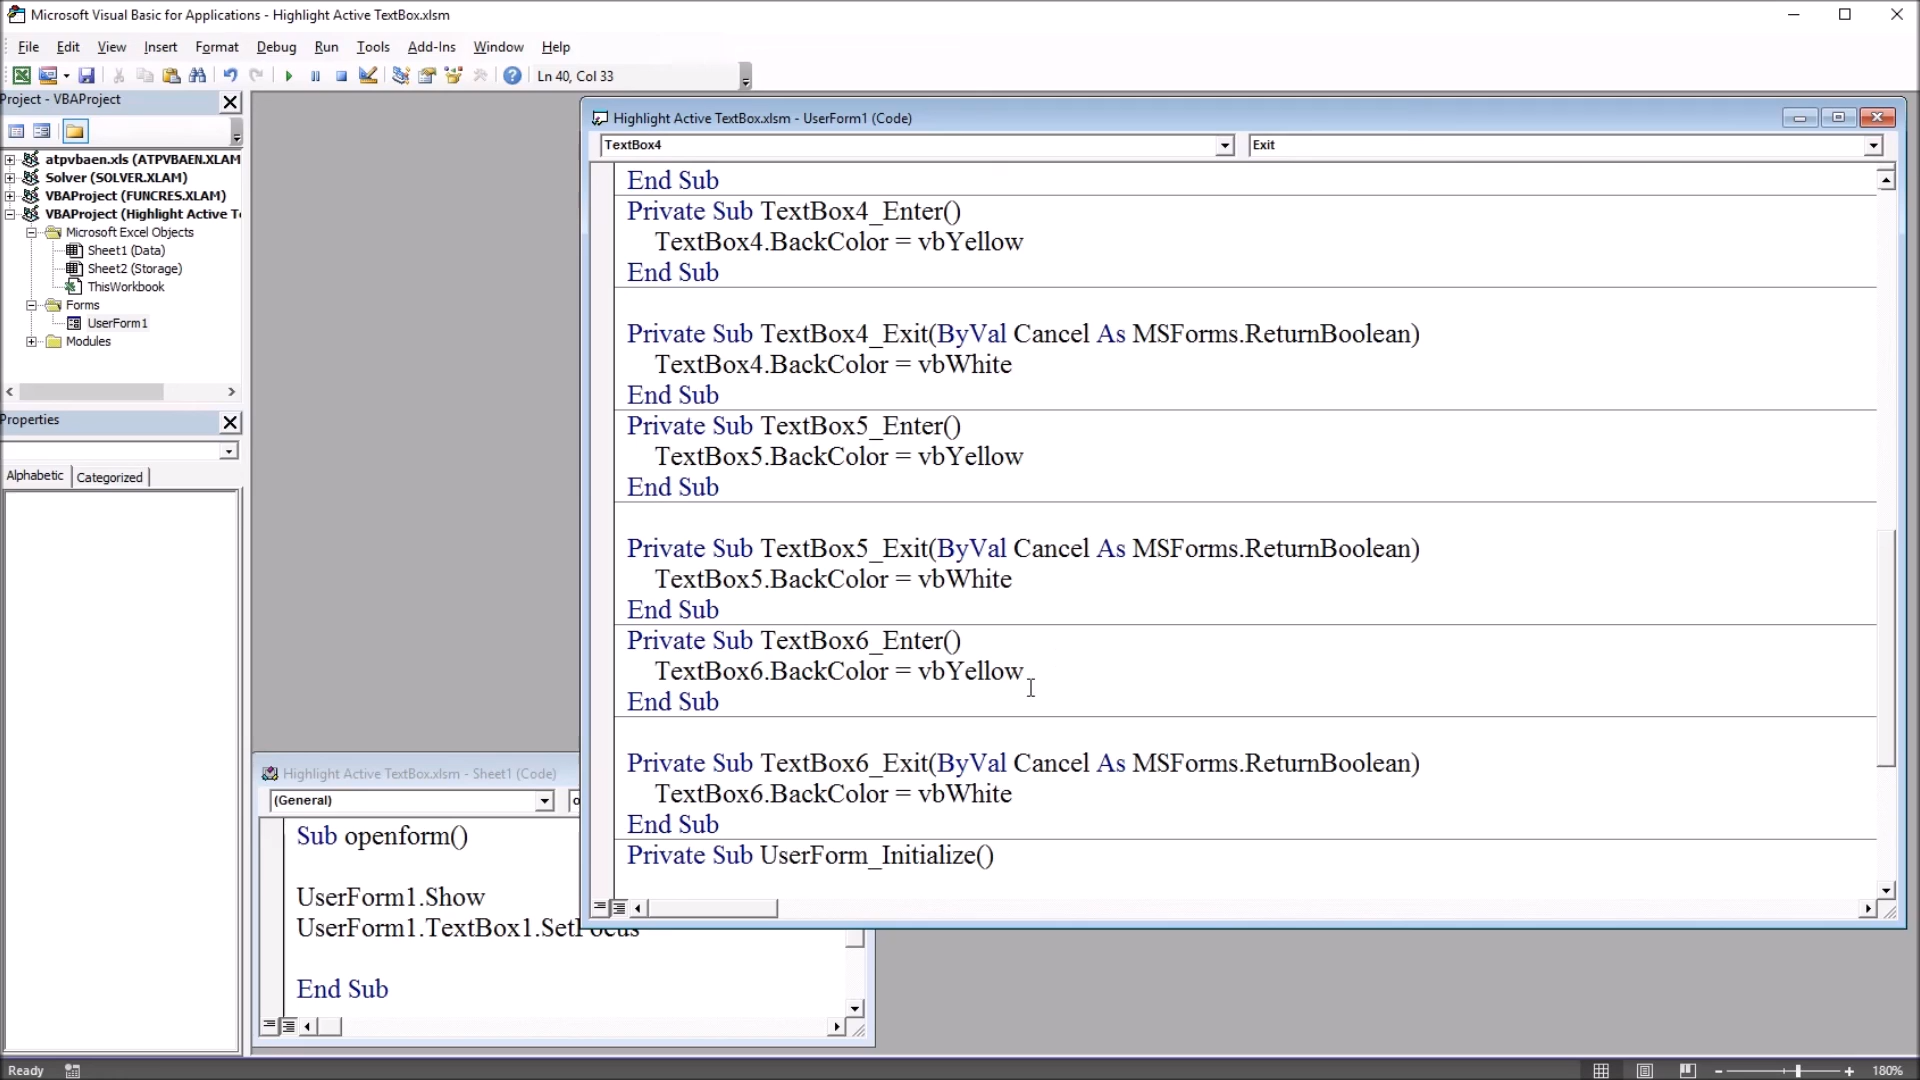 Microsoft Visual Basic for Applications - Highlight Active TextBox.xlsm
File Edit View Insert Format Debug Run Tools Add-Ins Window Help
Ln 40, Col 33
Project - VBAProject
atpvbaen.xls (ATPVBAEN.XLAM
Solver (SOLVER.XLAM)
VBAProject (FUNCRES.XLAM)
VBAProject (Highlight Active T
Microsoft Excel Objects
Sheet1 (Data)
Sheet2 (Storage)
ThisWorkbook
Forms
UserForm1
Modules
Properties
Alphabetic Categorized
Highlight Active TextBox.xlsm - UserForm1 (Code)
TextBox4 Exit
End Sub
Private Sub TextBox4_Enter()
TextBox4.BackColor = vbYellow
End Sub
Private Sub TextBox4_Exit(ByVal Cancel As MSForms.ReturnBoolean)
TextBox4.BackColor = vbWhite
End Sub
Private Sub TextBox5_Enter()
TextBox5.BackColor = vbYellow
End Sub
Private Sub TextBox5_Exit(ByVal Cancel As MSForms.ReturnBoolean)
TextBox5.BackColor = vbWhite
End Sub
Private Sub TextBox6_Enter()
TextBox6.BackColor = vbYellow
End Sub
Private Sub TextBox6_Exit(ByVal Cancel As MSForms.ReturnBoolean)
TextBox6.BackColor = vbWhite
End Sub
Private Sub UserForm_Initialize()
Highlight Active TextBox.xlsm - Sheet1 (Code)
(General)
Sub openform()
UserForm1.Show
UserForm1.TextBox1.SetFocus
End Sub
Ready
180%